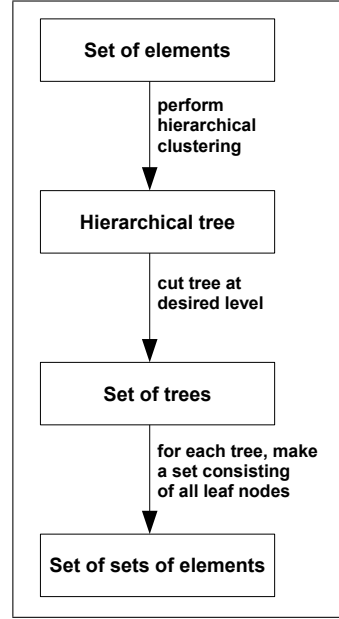 Set of elements
perform
hierarchical
clustering
Hierarchical tree
cut tree at
desired level
Set of trees
for each tree, make
a set consisting
of all leaf nodes
Set of sets of elements